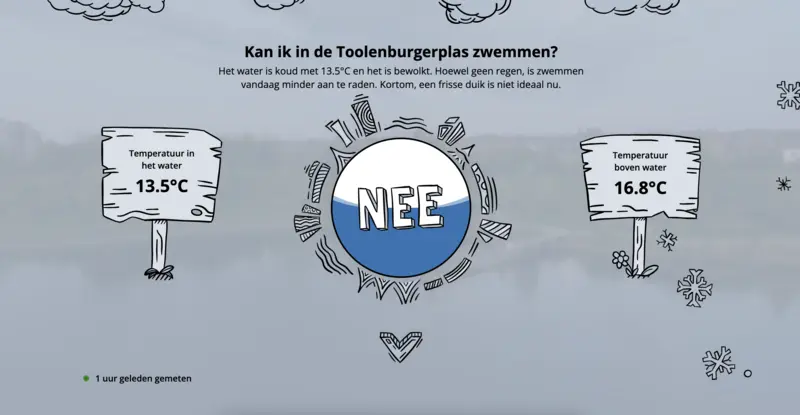 Kan ik in de Toolenburgerplas zwemmen?
Het water is koud met 13.5°C en het is bewolkt. Hoewel geen regen, is zwemmen
vandaag minder aan te raden. Kortom, een frisse duik is niet ideaal nu.
Temperatuur in
het water
13.5°C
NEE
Temperatuur
boven water
16.8°C
1 uur geleden gemeten